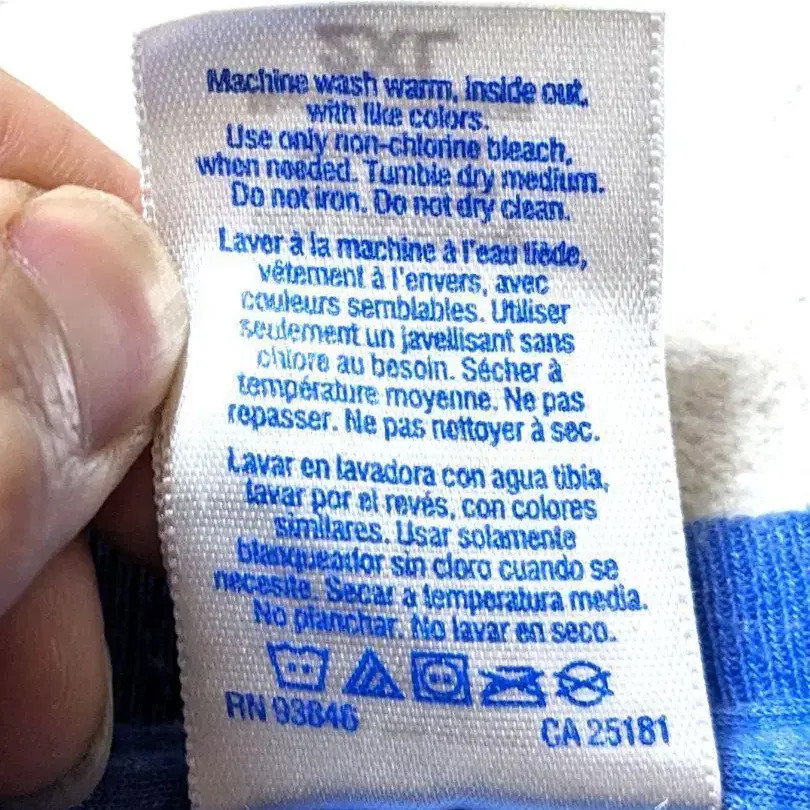 Machine wash warm, inside out,
with like colors.
Use only non-chlorine bleach,
when needed. Tumble dry medium.
Do not iron. Do not dry clean.
Laver à la machine à l'eau tiède,
vêtement à l'envers, avec
couleurs semblables. Utiliser
seulement un javellisant sans
chlore au besoin. Sécher à
température moyenne. Ne pas
repasser. Ne pas nettoyer à sec.
Lavar en lavadora con agua tibia,
lavar por el revés, con colores
similares. Usar solamente
blanqueador sin cloro cuando se
necesite. Secar a temperatura media.
No planchar. No lavar en seco.
RN 93846
CA 25181